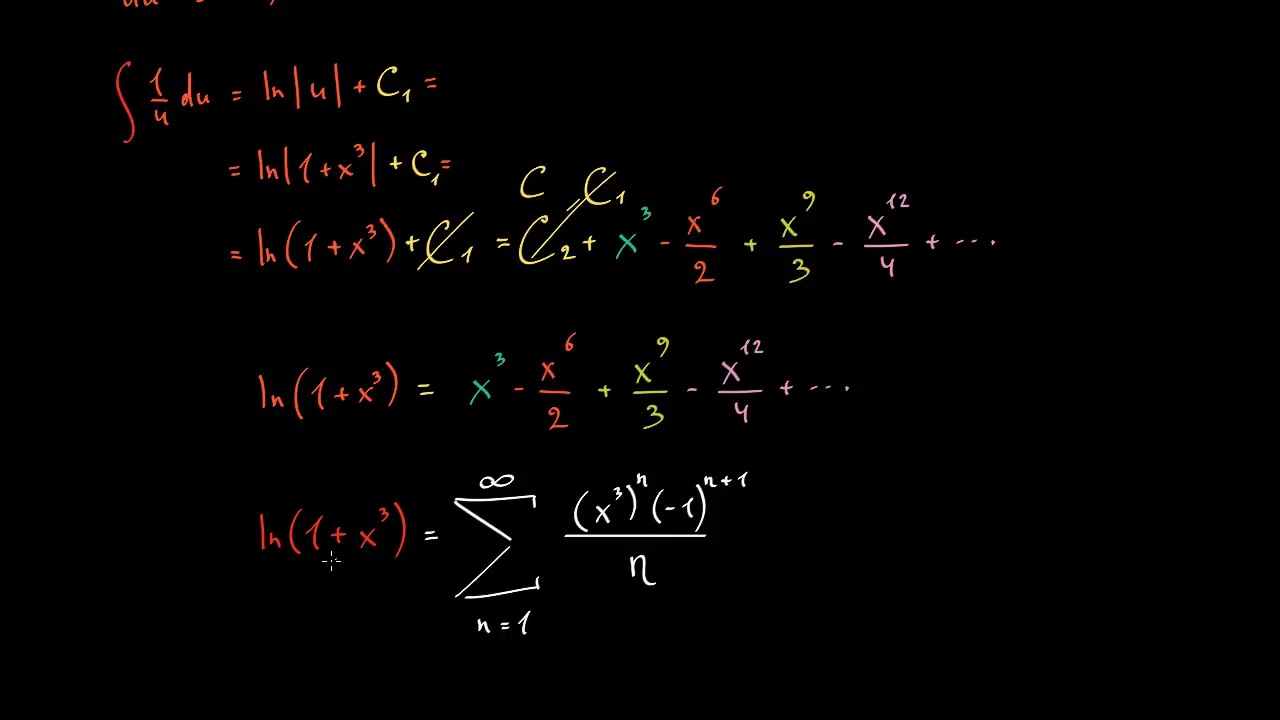 ∫ 1/u du = ln|u| + C₁ =
= ln|1+x³| + C₁ =
C C₁
= ln(1+x³) + C₁ = C₂ + x³ - x⁶/2 + x⁹/3 - x¹²/4 + ...
ln(1+x³) = x³ - x⁶/2 + x⁹/3 - x¹²/4 + ...
ln(1+x³) = ∑_{n=1}^{∞} (x³)ⁿ(-1)ⁿ⁺¹/n